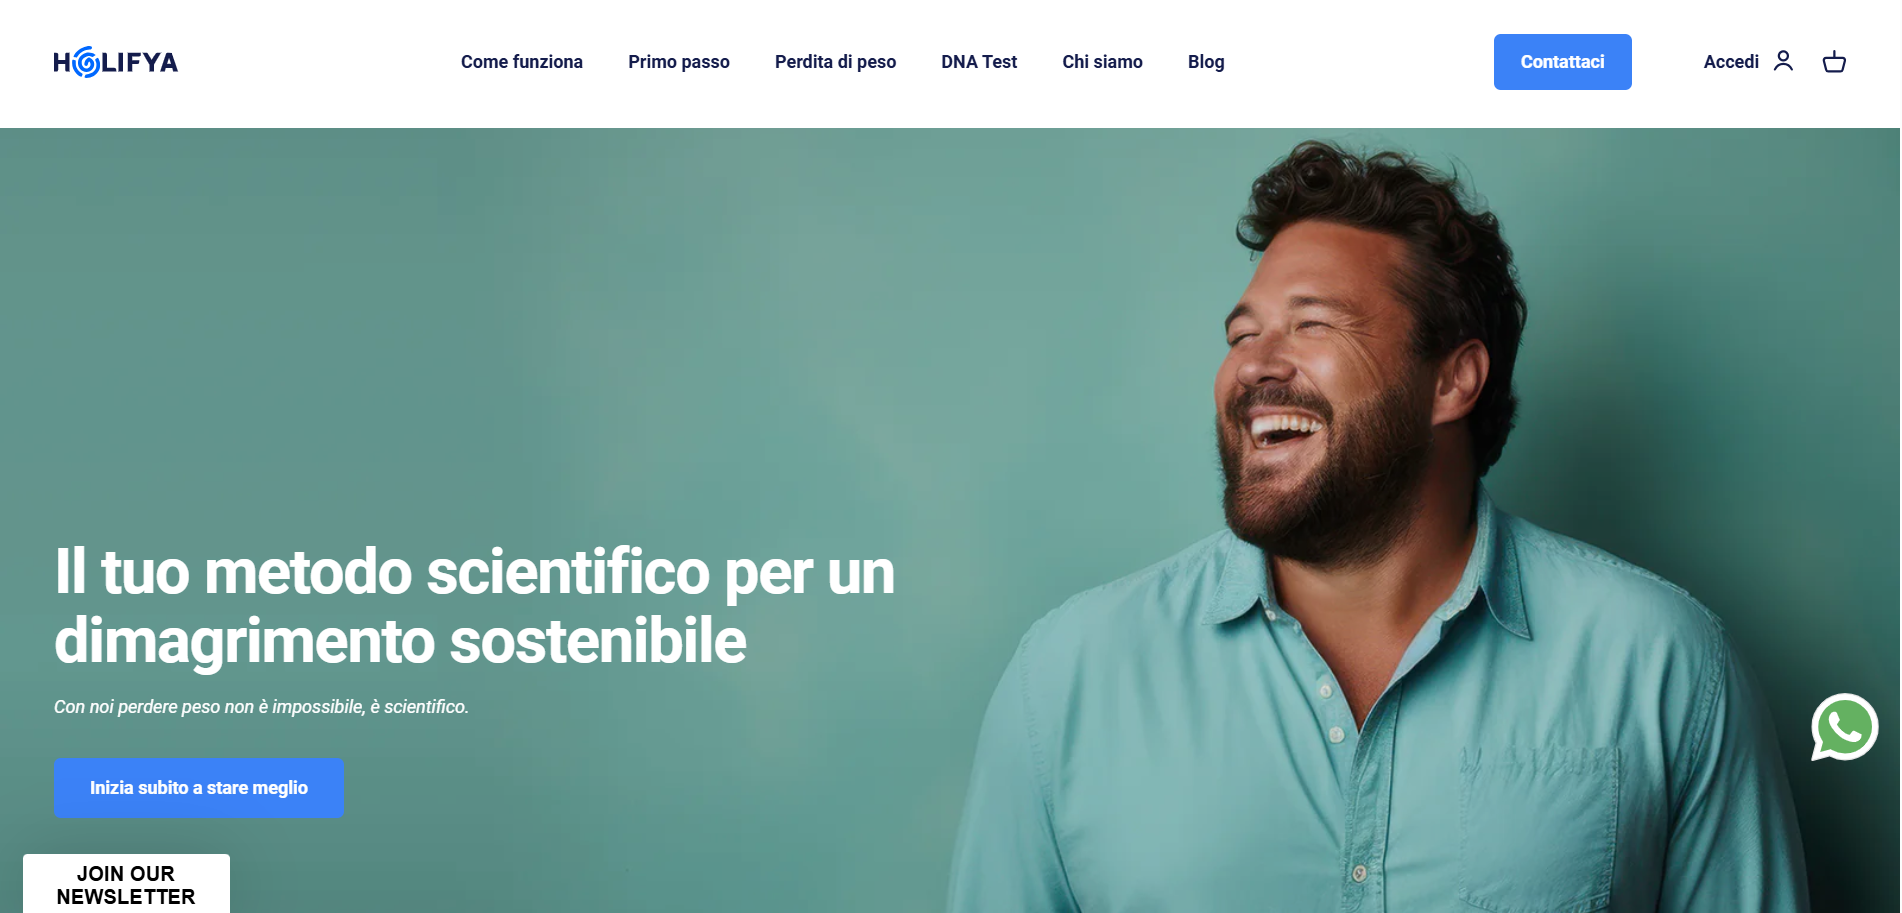 HOLIFYA
Come funziona
Primo passo
Perdita di peso
DNA Test
Chi siamo
Blog
Contattaci
Accedi
Il tuo metodo scientifico per un
dimagrimento sostenibile
Con noi perdere peso non è impossibile, è scientifico.
Inizia subito a stare meglio
JOIN OUR
NEWSLETTER